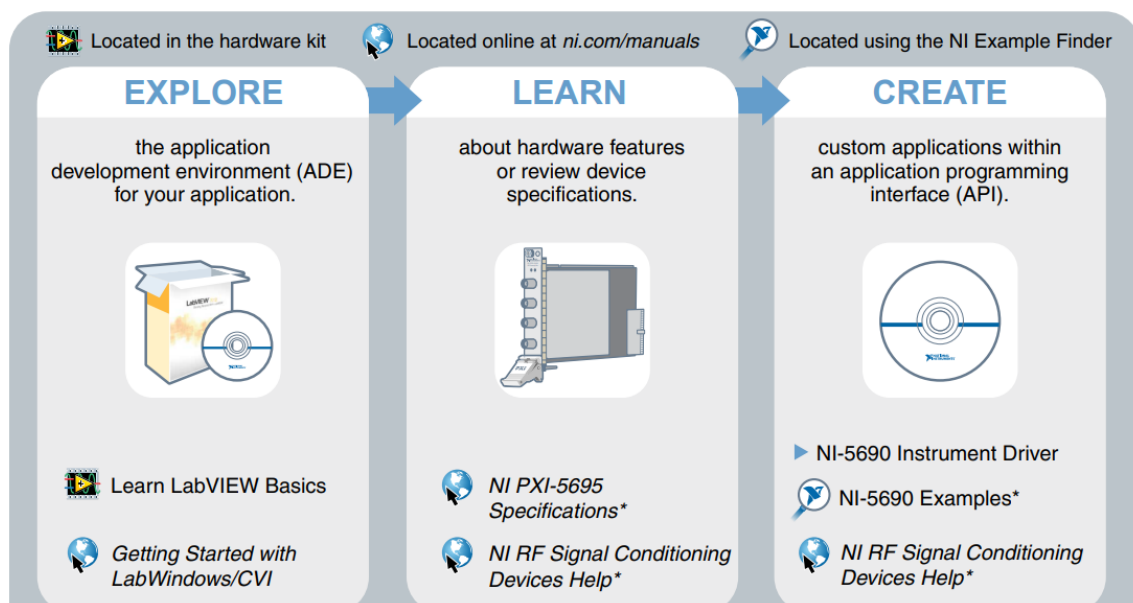 Located in the hardware kit
Located online at ni.com/manuals
Located using the NI Example Finder
EXPLORE
the application
development environment (ADE)
for your application.
LabVIEW
Learn LabVIEW Basics
Getting Started with
LabWindows/CVI
LEARN
about hardware features
or review device
specifications.
NI PXI-5695
Specifications*
NI RF Signal Conditioning
Devices Help*
CREATE
custom applications within
an application programming
interface (API).
NI-5690 Instrument Driver
NI-5690 Examples*
NI RF Signal Conditioning
Devices Help*